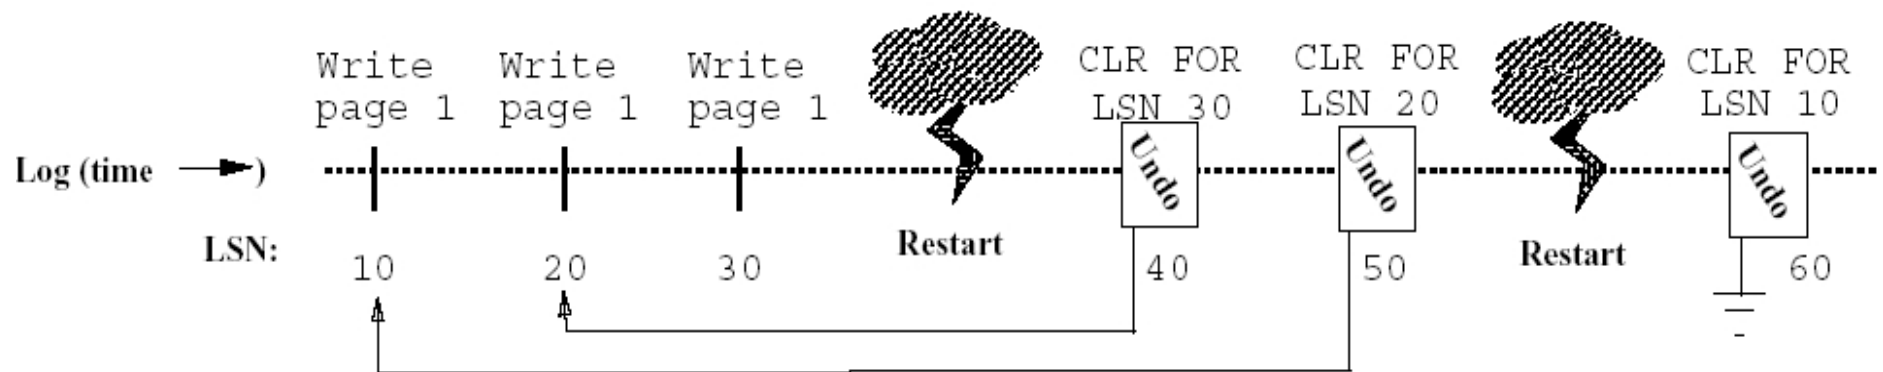 Write
page 1
Write
page 1
Write
page 1
CLR FOR
LSN 30
CLR FOR
LSN 20
CLR FOR
LSN 10
Log (time )
Undo
Undo
Undo
LSN:
10
20
30
Restart
40
50
Restart
60